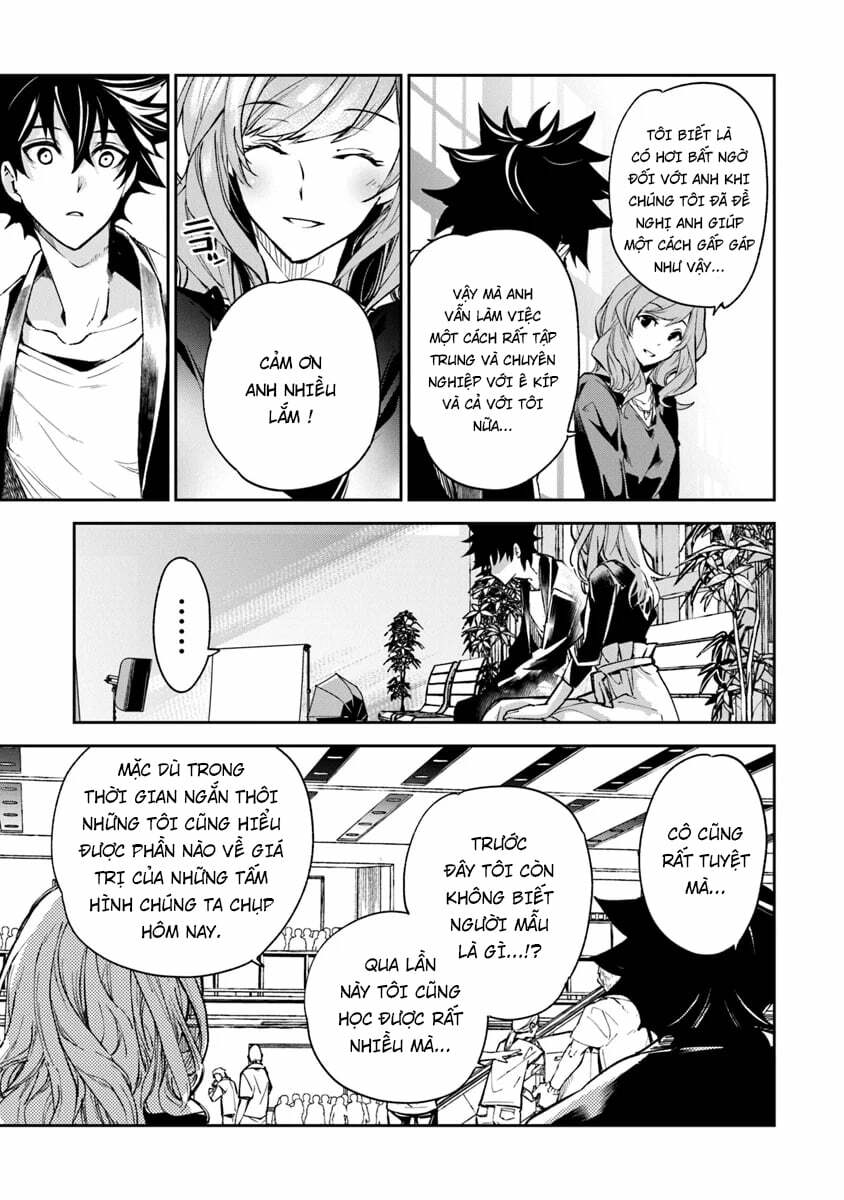 TÔI BIẾT LÀ
CÓ HƠI BẤT NGỜ
ĐỐI VỚI ANH KHI
CHÚNG TÔI ĐÃ ĐỀ
NGHỊ ANH GIÚP
MỘT CÁCH GẤP GÁP
NHƯ VẬY...
VẬY MÀ ANH
VẪN LÀM VIỆC
MỘT CÁCH RẤT TẬP
TRUNG VÀ CHUYÊN
NGHIỆP VỚI Ê KÍP
VÀ CẢ VỚI TÔI
NỮA...
CẢM ƠN
ANH NHIỀU
LẮM !
ニコッ
......
CÔ CŨNG
RẤT TUYỆT
MÀ...
TRƯỚC
ĐÂY TÔI CÒN
KHÔNG BIẾT
NGƯỜI MẪU
LÀ GÌ...!?
QUA LẦN
NÀY TÔI CŨNG
HỌC ĐƯỢC RẤT
NHIỀU MÀ...
MẶC DÙ TRONG
THỜI GIAN NGẮN THÔI
NHỮNG TÔI CŨNG HIỂU
ĐƯỢC PHẦN NÀO VỀ GIÁ
TRỊ CỦA NHỮNG TẤM
HÌNH CHÚNG TA CHỤP
HÔM NAY.